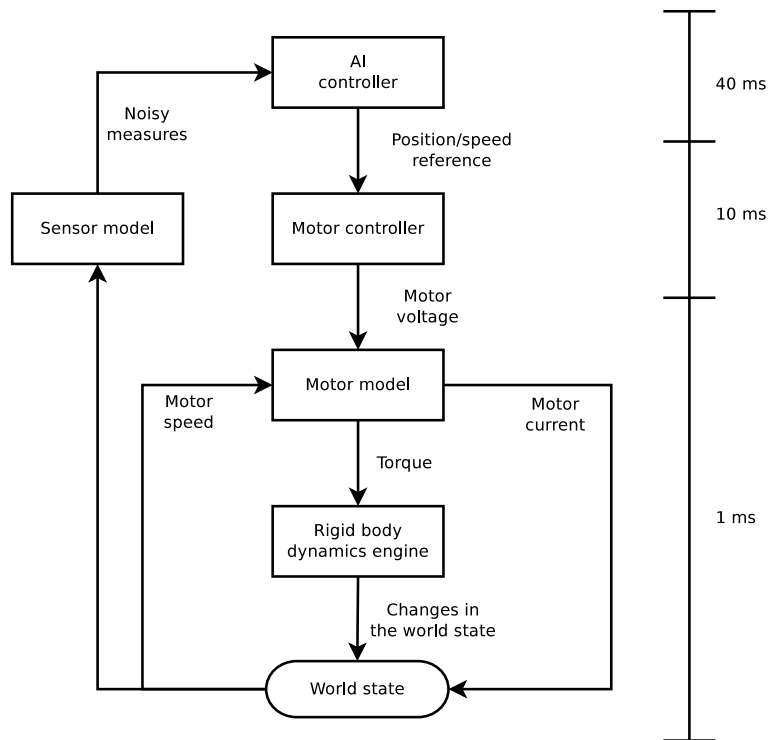 AI
controller
40 ms
Noisy
measures
Position/speed
reference
Sensor model
Motor controller
10 ms
Motor
voltage
Motor model
Motor
speed
Motor
current
Torque
1 ms
Rigid body
dynamics engine
Changes in
the world state
World state